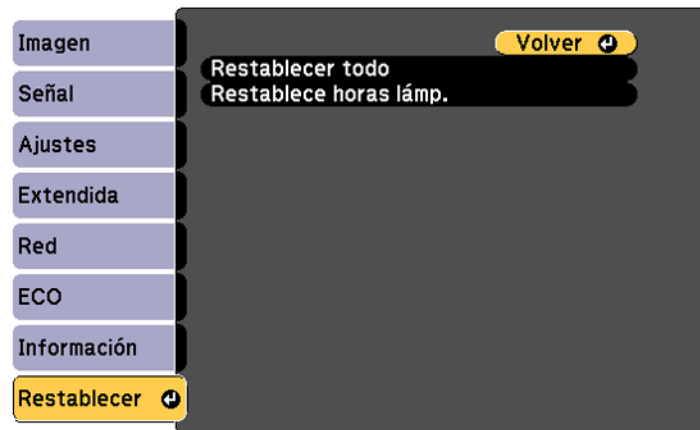 Imagen
Señal
Ajustes
Extendida
Red
ECO
Información
Restablecer
Volver
Restablecer todo
Restablece horas lámp.